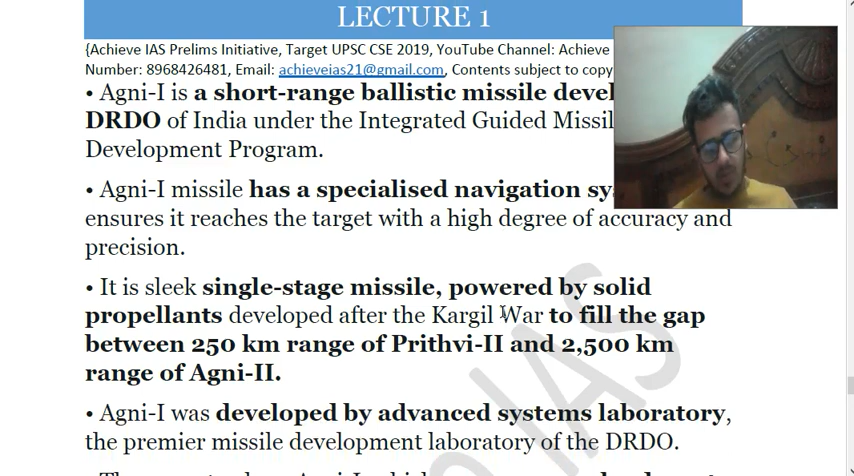 LECTURE 1
{Achieve IAS Prelims Initiative, Target UPSC CSE 2019, YouTube Channel: Achieve
Number: 8968426481, Email: achieveias21@gmail.com, Contents subject to copy
• Agni-I is a short-range ballistic missile devel
DRDO of India under the Integrated Guided Missil
Development Program.
• Agni-I missile has a specialised navigation sy
ensures it reaches the target with a high degree of accuracy and
precision.
• It is sleek single-stage missile, powered by solid
propellants developed after the Kargil War to fill the gap
between 250 km range of Prithvi-II and 2,500 km
range of Agni-II.
• Agni-I was developed by advanced systems laboratory,
the premier missile development laboratory of the DRDO.
IAS